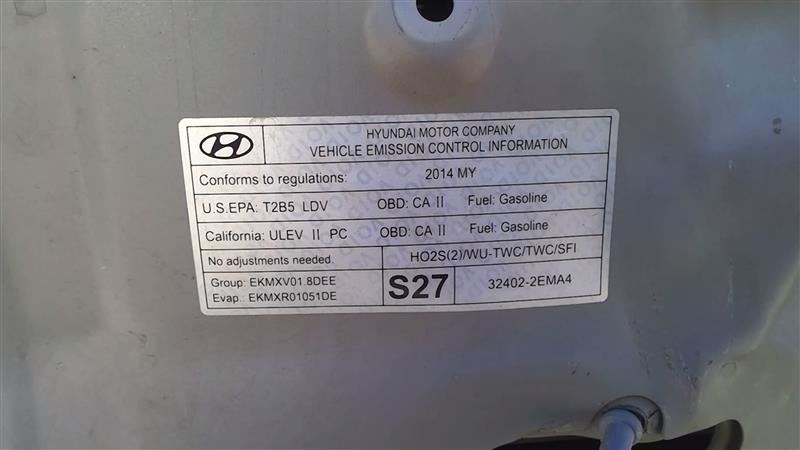 HYUNDAI MOTOR COMPANY
VEHICLE EMISSION CONTROL INFORMATION
Conforms to regulations: 2014 MY
U.S.EPA: T2B5 LDV OBD: CA II Fuel: Gasoline
California: ULEV II PC OBD: CA II Fuel: Gasoline
No adjustments needed. HO2S(2)/WU-TWC/TWC/SFI
Group: EKMXV01.8DEE
Evap.: EKMXR01051DE
S27
32402-2EMA4